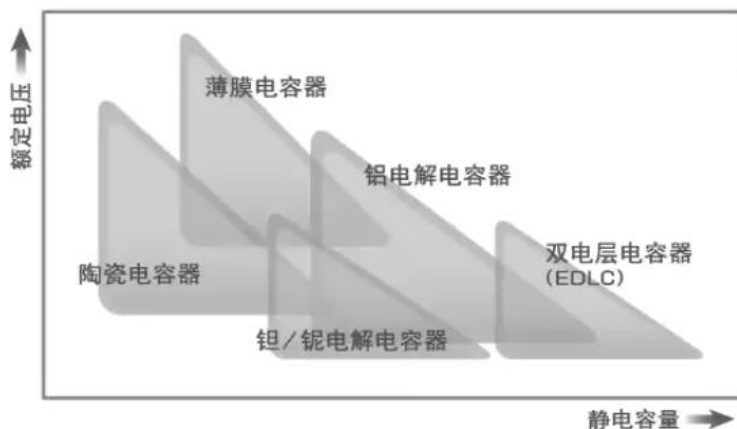 额定电压
薄膜电容器
铝电解电容器
双电层电容器
(EDLC)
陶瓷电容器
钽/铌电解电容器
静电容量